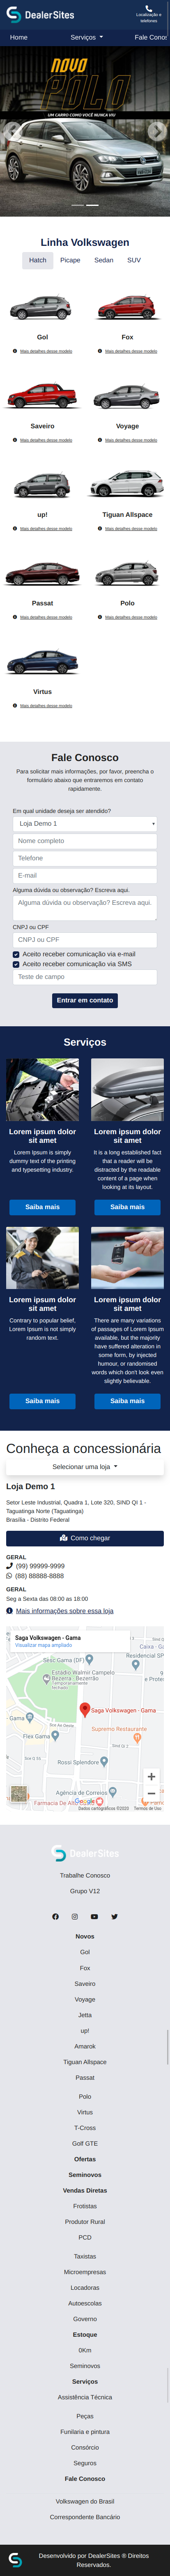 DealerSites
Localização e
telefones
Home
Serviços
Fale Conos
NOVO
POLO
UM CARRO COMO VOCÊ NUNCA VIU
Linha Volkswagen
Hatch
Picape
Sedan
SUV
Gol
Fox
Mais detalhes desse modelo
Mais detalhes desse modelo
Saveiro
Voyage
Mais detalhes desse modelo
Mais detalhes desse modelo
up!
Tiguan Allspace
Mais detalhes desse modelo
Mais detalhes desse modelo
Passat
Polo
Mais detalhes desse modelo
Mais detalhes desse modelo
Virtus
Mais detalhes desse modelo
Fale Conosco
Para solicitar mais informações, por favor, preencha o
formulário abaixo que entraremos em contato
rapidamente.
Em qual unidade deseja ser atendido?
Loja Demo 1
Nome completo
Telefone
E-mail
Alguma dúvida ou observação? Escreva aqui.
Alguma dúvida ou observação? Escreva aqui.
CNPJ ou CPF
CNPJ ou CPF
Aceito receber comunicação via e-mail
Aceito receber comunicação via SMS
Teste de campo
Entrar em contato
Serviços
Lorem ipsum dolor
sit amet
Lorem Ipsum is simply
dummy text of the printing
and typesetting industry.
Saiba mais
Lorem ipsum dolor
sit amet
It is a long established fact
that a reader will be
distracted by the readable
content of a page when
looking at its layout.
Saiba mais
Lorem ipsum dolor
sit amet
Contrary to popular belief,
Lorem Ipsum is not simply
random text.
Saiba mais
Lorem ipsum dolor
sit amet
There are many variations
of passages of Lorem Ipsum
available, but the majority
have suffered alteration in
some form, by injected
humour, or randomised
words which don't look even
slightly believable.
Saiba mais
Conheça a concessionária
Selecionar uma loja
Loja Demo 1
Setor Leste Industrial, Quadra 1, Lote 320, SIND QI 1 -
Taguatinga Norte (Taguatinga)
Brasília - Distrito Federal
Como chegar
GERAL
(99) 99999-9999
(88) 88888-8888
GERAL
Seg a Sexta das 08:00 as 18:00
Mais informações sobre essa loja
Saga Volkswagen - Gama
Visualizar mapa ampliado
Caixa -
Residencial
SP
Sesc Gama (DF)
Estádio Walmir Campelo
Bezerra - Bezerrão
Saga Volkswagen - Gama
Gama
Supremo Restaurante
Flex Gama
Rossi Splendore
Agência de Correios
Farmacia De
Google
Dados cartográficos ©2020
Termos de Uso
DealerSites
Trabalhe Conosco
Grupo V12
Novos
Gol
Fox
Saveiro
Voyage
Jetta
up!
Amarok
Tiguan Allspace
Passat
Polo
Virtus
T-Cross
Golf GTE
Ofertas
Seminovos
Vendas Diretas
Frotistas
Produtor Rural
PCD
Taxistas
Microempresas
Locadoras
Autoescolas
Governo
Estoque
0Km
Seminovos
Serviços
Assistência Técnica
Peças
Funilaria e pintura
Consórcio
Seguros
Fale Conosco
Volkswagen do Brasil
Correspondente Bancário
Desenvolvido por DealerSites ® Direitos
Reservados.